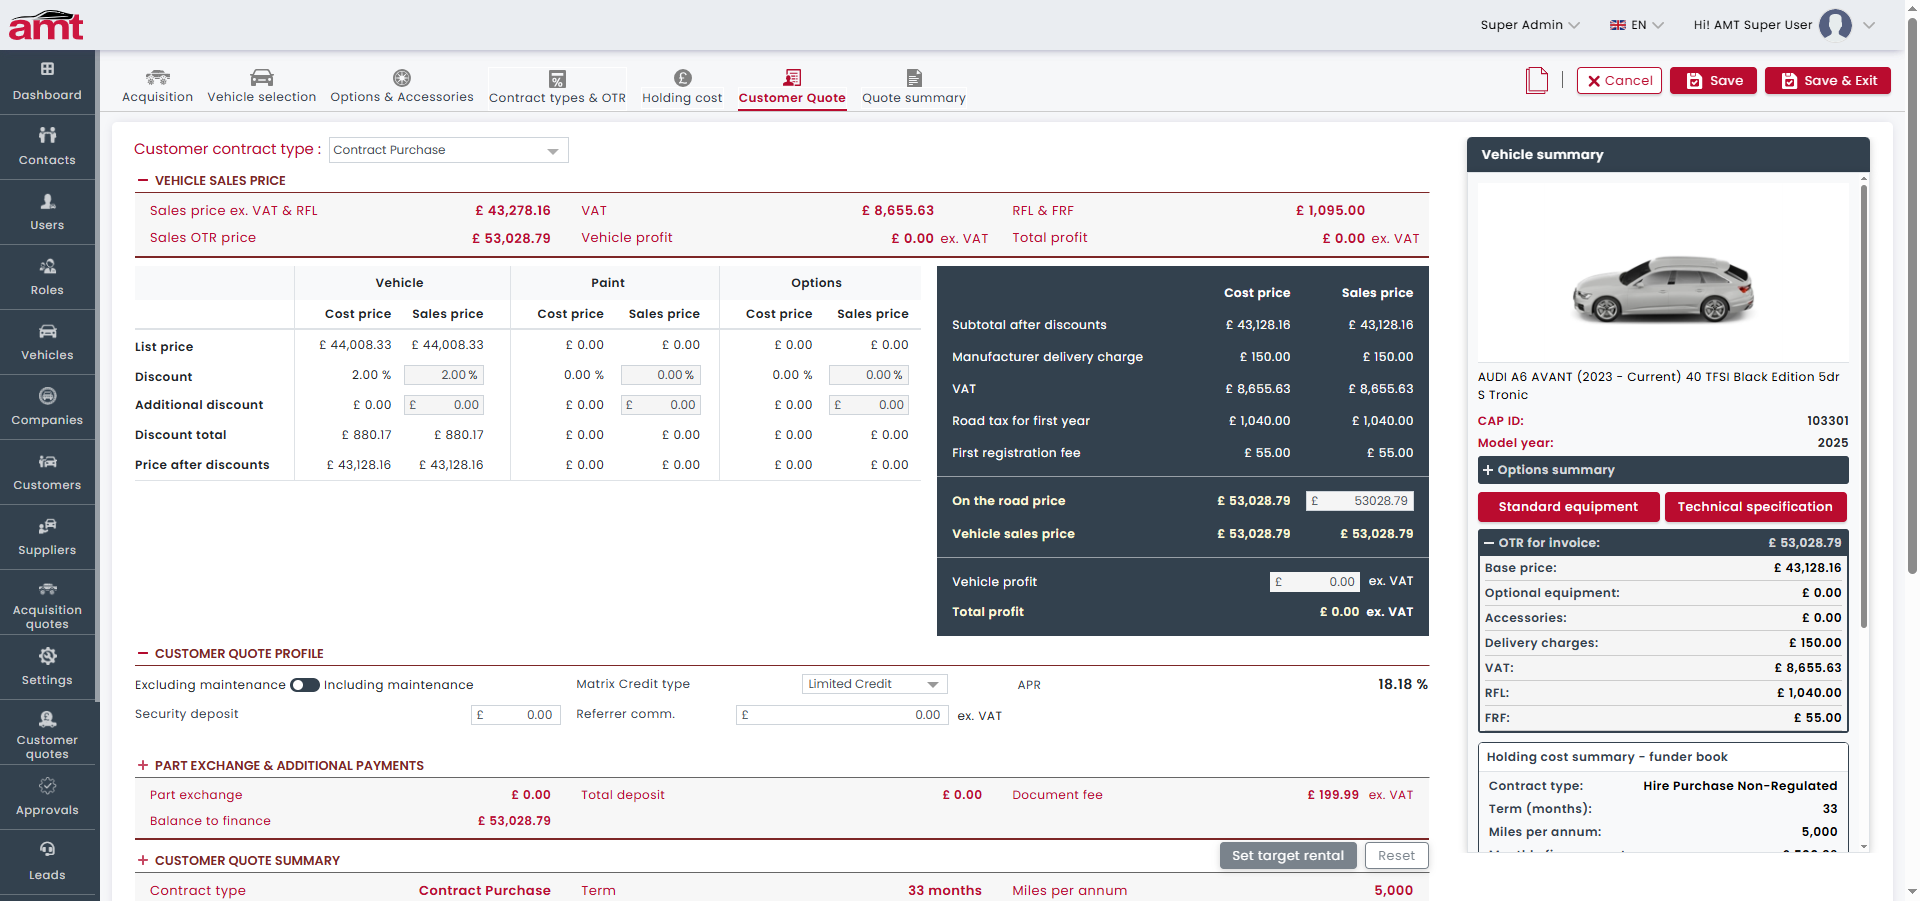 amt
Super Admin
EN
Hi! AMT Super User
Dashboard
Contacts
Users
Roles
Vehicles
Companies
Customers
Suppliers
Acquisition quotes
Settings
Customer quotes
Approvals
Leads
Acquisition
Vehicle selection
Options & Accessories
Contract types & OTR
Holding cost
Customer Quote
Quote summary
Cancel
Save
Save & Exit
Customer contract type : Contract Purchase
VEHICLE SALES PRICE
Sales price ex. VAT & RFL £ 43,278.16 VAT £ 8,655.63 RFL & FRF £ 1,095.00
Sales OTR price £ 53,028.79 Vehicle profit £ 0.00 ex. VAT Total profit £ 0.00 ex. VAT
Vehicle Paint Options
Cost price Sales price Cost price Sales price Cost price Sales price
List price £ 44,008.33 £ 44,008.33 £ 0.00 £ 0.00 £ 0.00 £ 0.00
Discount 2.00 % 2.00 % 0.00 % 0.00 % 0.00 % 0.00 %
Additional discount £ 0.00 £ 0.00 £ 0.00 £ 0.00 £ 0.00 £ 0.00
Discount total £ 880.17 £ 880.17 £ 0.00 £ 0.00 £ 0.00 £ 0.00
Price after discounts £ 43,128.16 £ 43,128.16 £ 0.00 £ 0.00 £ 0.00 £ 0.00
Cost price Sales price
Subtotal after discounts £ 43,128.16 £ 43,128.16
Manufacturer delivery charge £ 150.00 £ 150.00
VAT £ 8,655.63 £ 8,655.63
Road tax for first year £ 1,040.00 £ 1,040.00
First registration fee £ 55.00 £ 55.00
On the road price £ 53,028.79 £ 53028.79
Vehicle sales price £ 53,028.79 £ 53,028.79
Vehicle profit £ 0.00 ex. VAT
Total profit £ 0.00 ex. VAT
CUSTOMER QUOTE PROFILE
Excluding maintenance Including maintenance Matrix Credit type Limited Credit APR 18.18 %
Security deposit £ 0.00 Referrer comm. £ 0.00 ex. VAT
PART EXCHANGE & ADDITIONAL PAYMENTS
Part exchange £ 0.00 Total deposit £ 0.00 Document fee £ 199.99 ex. VAT
Balance to finance £ 53,028.79
CUSTOMER QUOTE SUMMARY Set target rental Reset
Contract type Contract Purchase Term 33 months Miles per annum 5,000
Vehicle summary
AUDI A6 AVANT (2023 - Current) 40 TFSI Black Edition 5dr
S Tronic
CAP ID: 103301
Model year: 2025
Options summary
Standard equipment Technical specification
OTR for invoice: £ 53,028.79
Base price: £ 43,128.16
Optional equipment: £ 0.00
Accessories: £ 0.00
Delivery charges: £ 150.00
VAT: £ 8,655.63
RFL: £ 1,040.00
FRF: £ 55.00
Holding cost summary - funder book
Contract type: Hire Purchase Non-Regulated
Term (months): 33
Miles per annum: 5,000